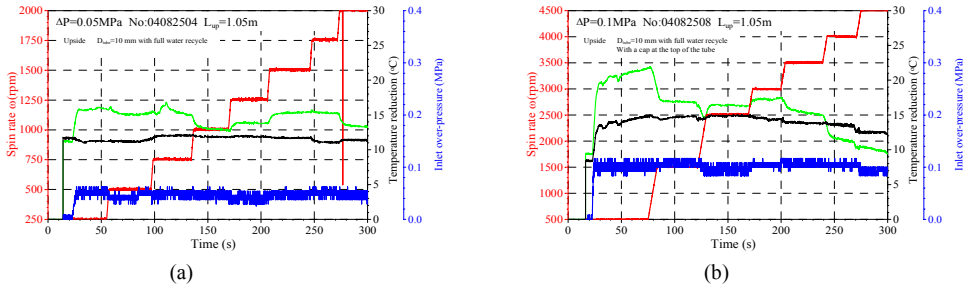 ΔP=0.05MPa No:04082504 L_up=1.05m
Upside D_tube=10 mm with full water recycle
Spin rate ω(rpm)
2000
1750
1500
1250
1000
750
500
250
0 50 100 150 200 250 300
Time (s)
30
25
20
15
10
5
0
Temperature reduction (°C)
0.4
0.3
0.2
0.1
0.0
Inlet over-pressure (MPa)
(a)
ΔP=0.1MPa No:04082508 L_up=1.05m
Upside D_tube=10 mm with full water recycle
With a cap at the top of the tube
Spin rate ω(rpm)
4500
4000
3500
3000
2500
2000
1500
1000
500
0 50 100 150 200 250 300
Time (s)
30
25
20
15
10
5
0
Temperature reduction (°C)
0.4
0.3
0.2
0.1
0.0
Inlet over-pressure (MPa)
(b)